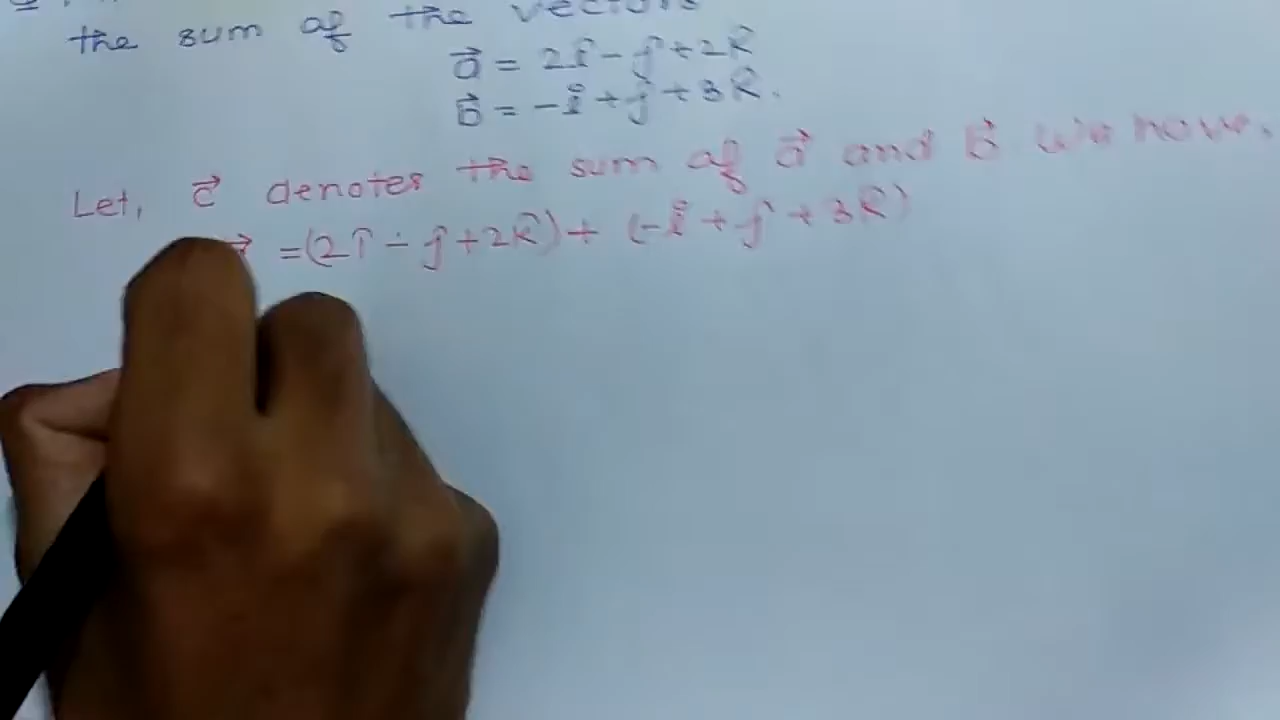 the sum of the vectors
a⃗ = 2î - ĵ + 2k̂
b⃗ = -î + ĵ + 3k̂.
Let, c⃗ denotes the sum of a⃗ and b⃗ We have,
= (2î - ĵ + 2k̂) + (-î + ĵ + 3k̂)